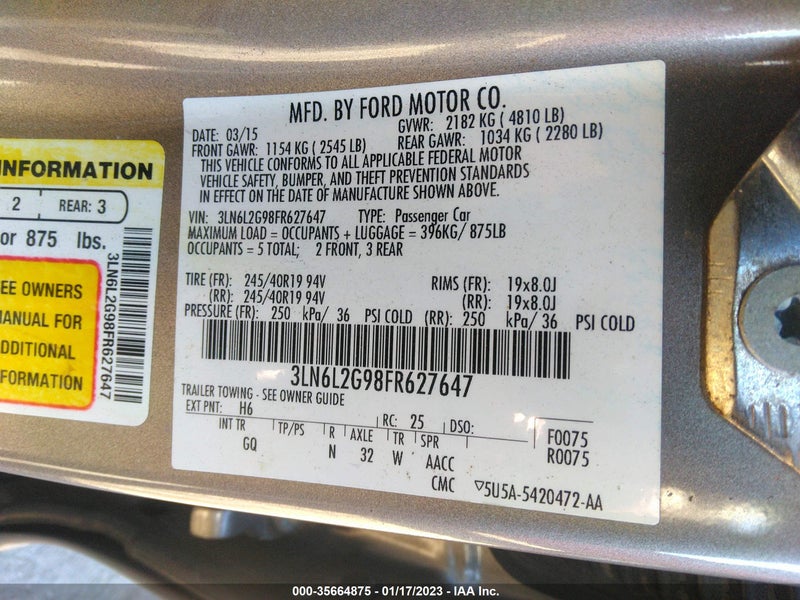 MFD. BY FORD MOTOR CO.
DATE: 03/15 GVWR: 2182 KG ( 4810 LB)
FRONT GAWR: 1154 KG ( 2545 LB) REAR GAWR: 1034 KG ( 2280 LB)
THIS VEHICLE CONFORMS TO ALL APPLICABLE FEDERAL MOTOR
VEHICLE SAFETY, BUMPER, AND THEFT PREVENTION STANDARDS
IN EFFECT ON THE DATE OF MANUFACTURE SHOWN ABOVE.
VIN: 3LN6L2G98FR627647 TYPE: Passenger Car
MAXIMUM LOAD = OCCUPANTS + LUGGAGE = 396KG/ 875LB
OCCUPANTS = 5 TOTAL; 2 FRONT, 3 REAR
TIRE (FR): 245/40R19 94V RIMS (FR): 19x8.0J
(RR): 245/40R19 94V (RR): 19x8.0J
PRESSURE (FR): 250 kPa/ 36 PSI COLD (RR): 250 kPa/ 36 PSI COLD
3LN6L2G98FR627647
TRAILER TOWING - SEE OWNER GUIDE
EXT PNT: H6 RC: 25 DSO: F0075
R0075
INT TR TP/PS R AXLE TR SPR
GQ N 32 W AACC
CMC ▽5U5A-5420472-AA
INFORMATION
2 REAR: 3
or 875 lbs.
EE OWNERS
MANUAL FOR
ADDITIONAL
FORMATION
3LN6L2G98FR627647
000-35664875 - 01/17/2023 - IAA Inc.